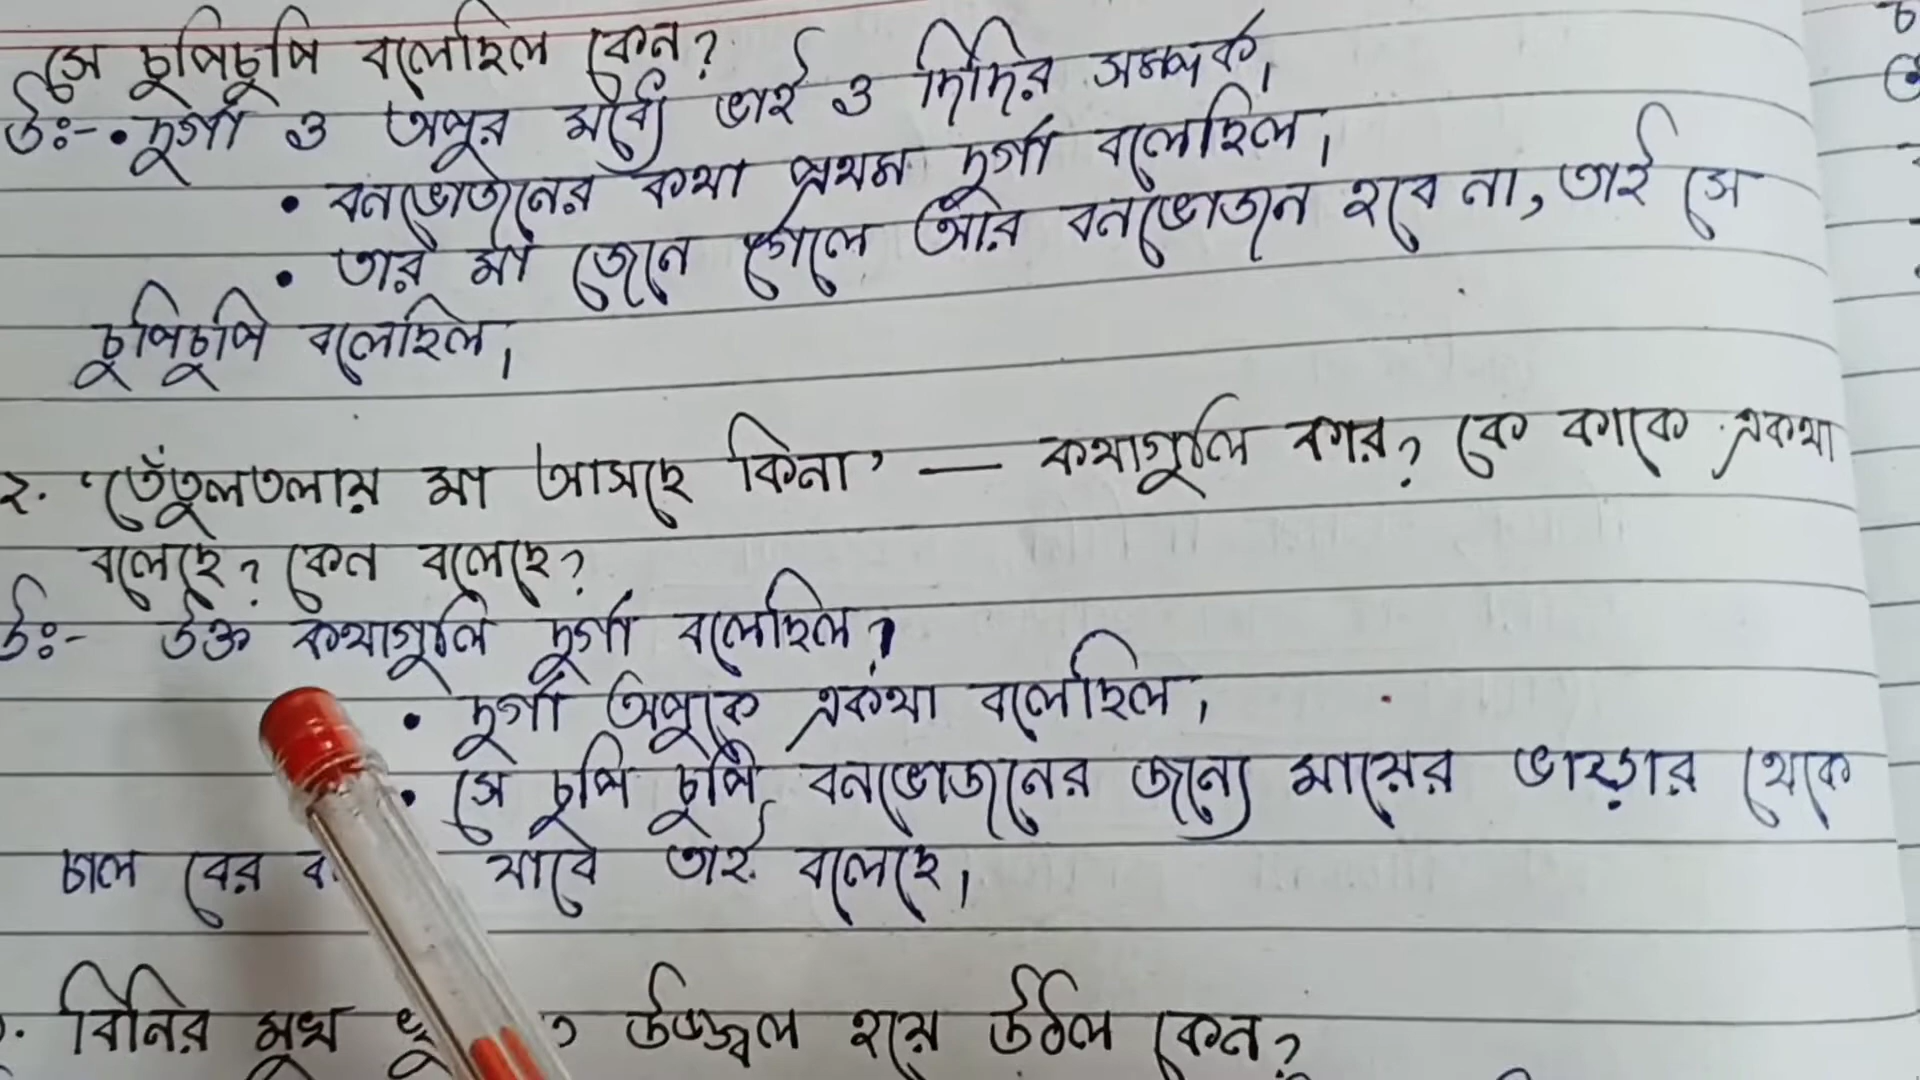 সে চুপিচুপি বলেছিল কেন?
উঃ- • দুর্গা ও অপুর মধ্যে ভাই ও দিদির সম্পর্ক।
• বনভোজনের কথা প্রথম দুর্গা বলেছিল।
• তার মা জেনে গেলে আর বনভোজন হবে না, তাই সে
চুপিচুপি বলেছিল।
২. 'তেঁতুলতলায় মা আসছে কিনা' — কথাগুলি কার? কে কাকে একথা
বলেছে? কেন বলেছে?
উঃ- উক্ত কথাগুলি দুর্গা বলেছিল।
• দুর্গা অপুকে একথা বলেছিল।
• সে চুপি চুপি বনভোজনের জন্যে মায়ের ভাড়ার থেকে
চাল বের যাবে তাই বলেছে।
বিনির মুখ উজ্জ্বল হয়ে উঠল কেন?